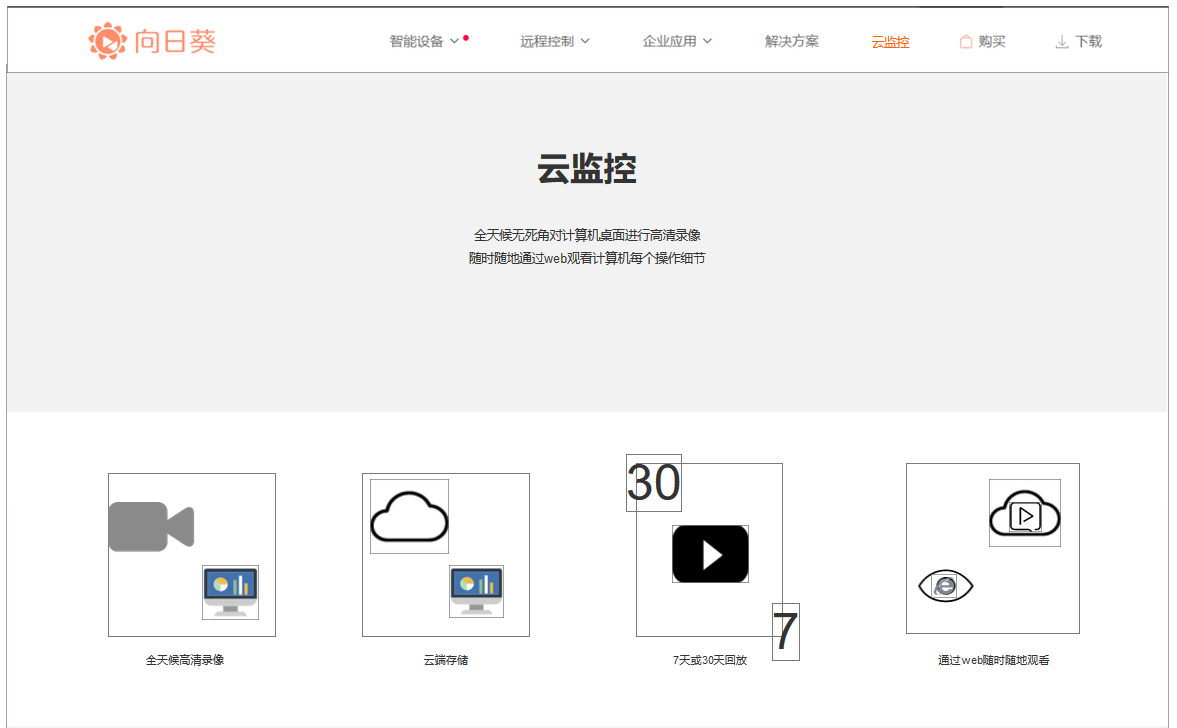 向日葵
智能设备
远程控制
企业应用
解决方案
云监控
购买
下载
云监控
全天候无死角对计算机桌面进行高清录像
随时随地通过web观看计算机每个操作细节
30
7
全天候高清录像
云端存储
7天或30天回放
通过web随时随地观看